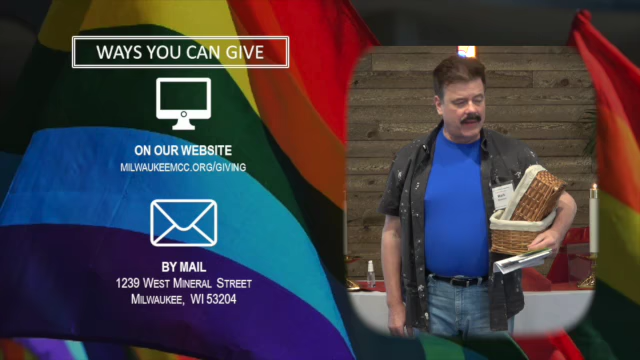 WAYS YOU CAN GIVE
ON OUR WEBSITE
MILWAUKEEMCC.ORG/GIVING
BY MAIL
1239 WEST MINERAL STREET
MILWAUKEE, WI 53204